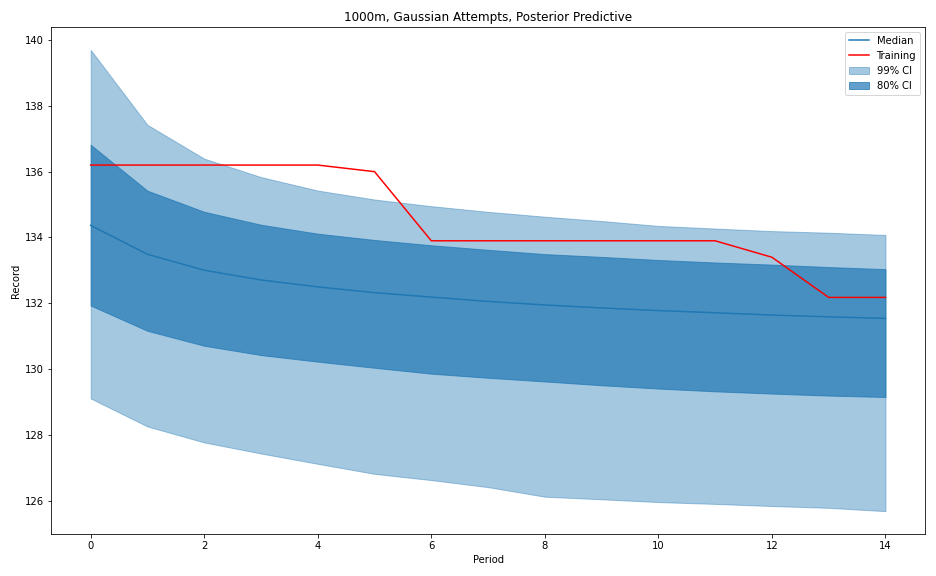 1000m, Gaussian Attempts, Posterior Predictive
Median
Training
99% CI
80% CI
140
138
136
134
132
130
128
126
Record
0
2
4
6
8
10
12
14
Period